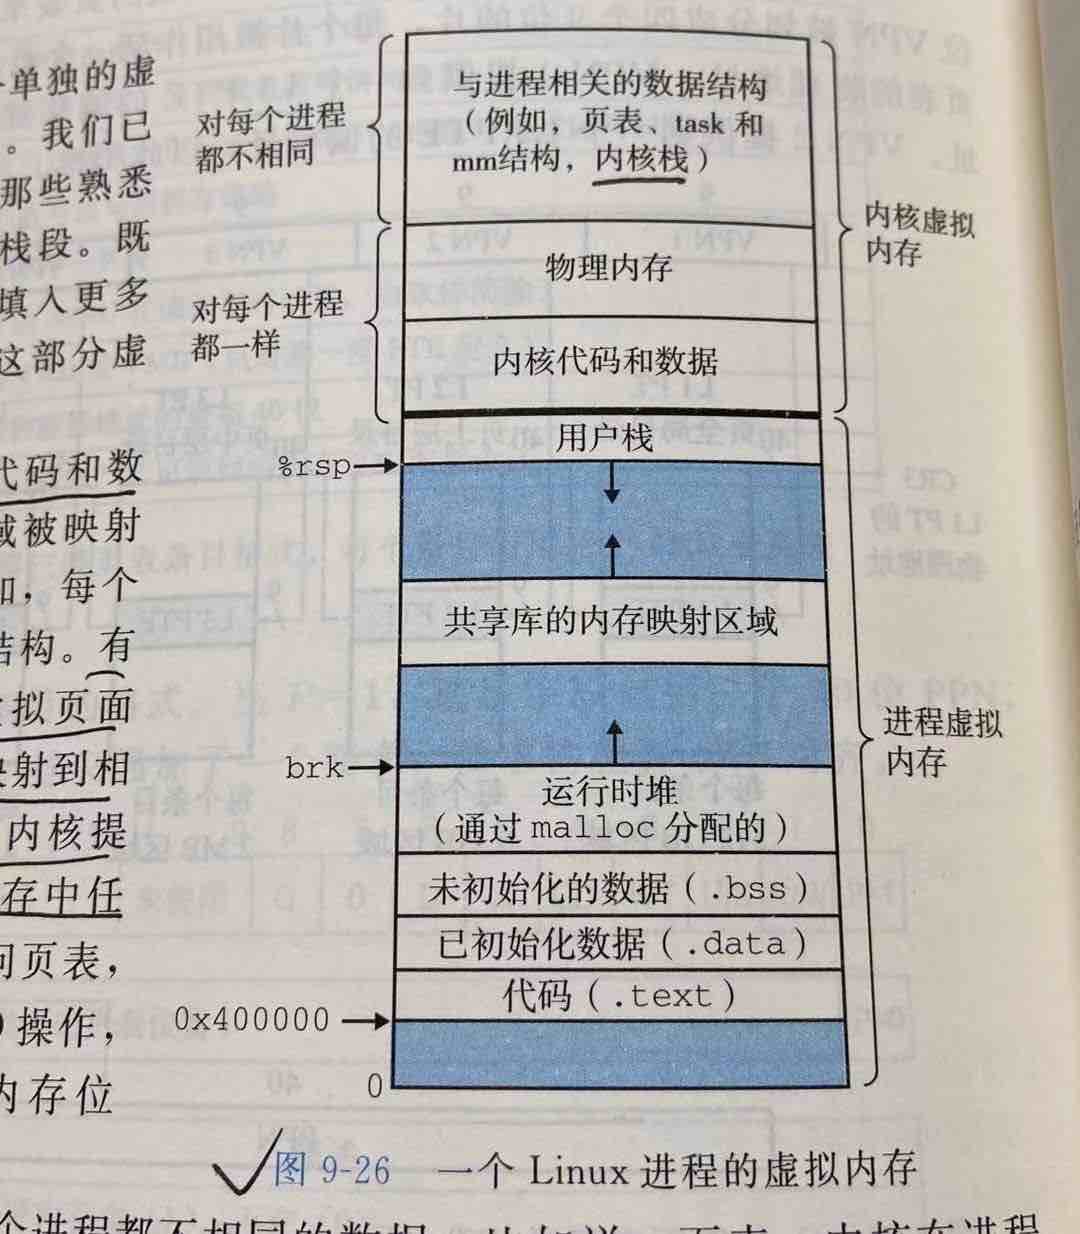 单独的虚
。我们已
那些熟悉
栈段。既
填入更多
这部分虚
代码和数
域被映射
如，每个
结构。有
拟页面
映射到相
内核提
存中任
问页表，
）操作，
内存位
对每个进程
都不相同
与进程相关的数据结构
（例如，页表、task 和
mm结构，内核栈）
内核虚拟
内存
对每个进程
都一样
物理内存
内核代码和数据
用户栈
%rsp
共享库的内存映射区域
进程虚拟
内存
brk
运行时堆
（通过 malloc 分配的）
未初始化的数据（.bss）
已初始化数据（.data）
代码（.text）
0x400000
0
图 9-26 一个 Linux 进程的虚拟内存